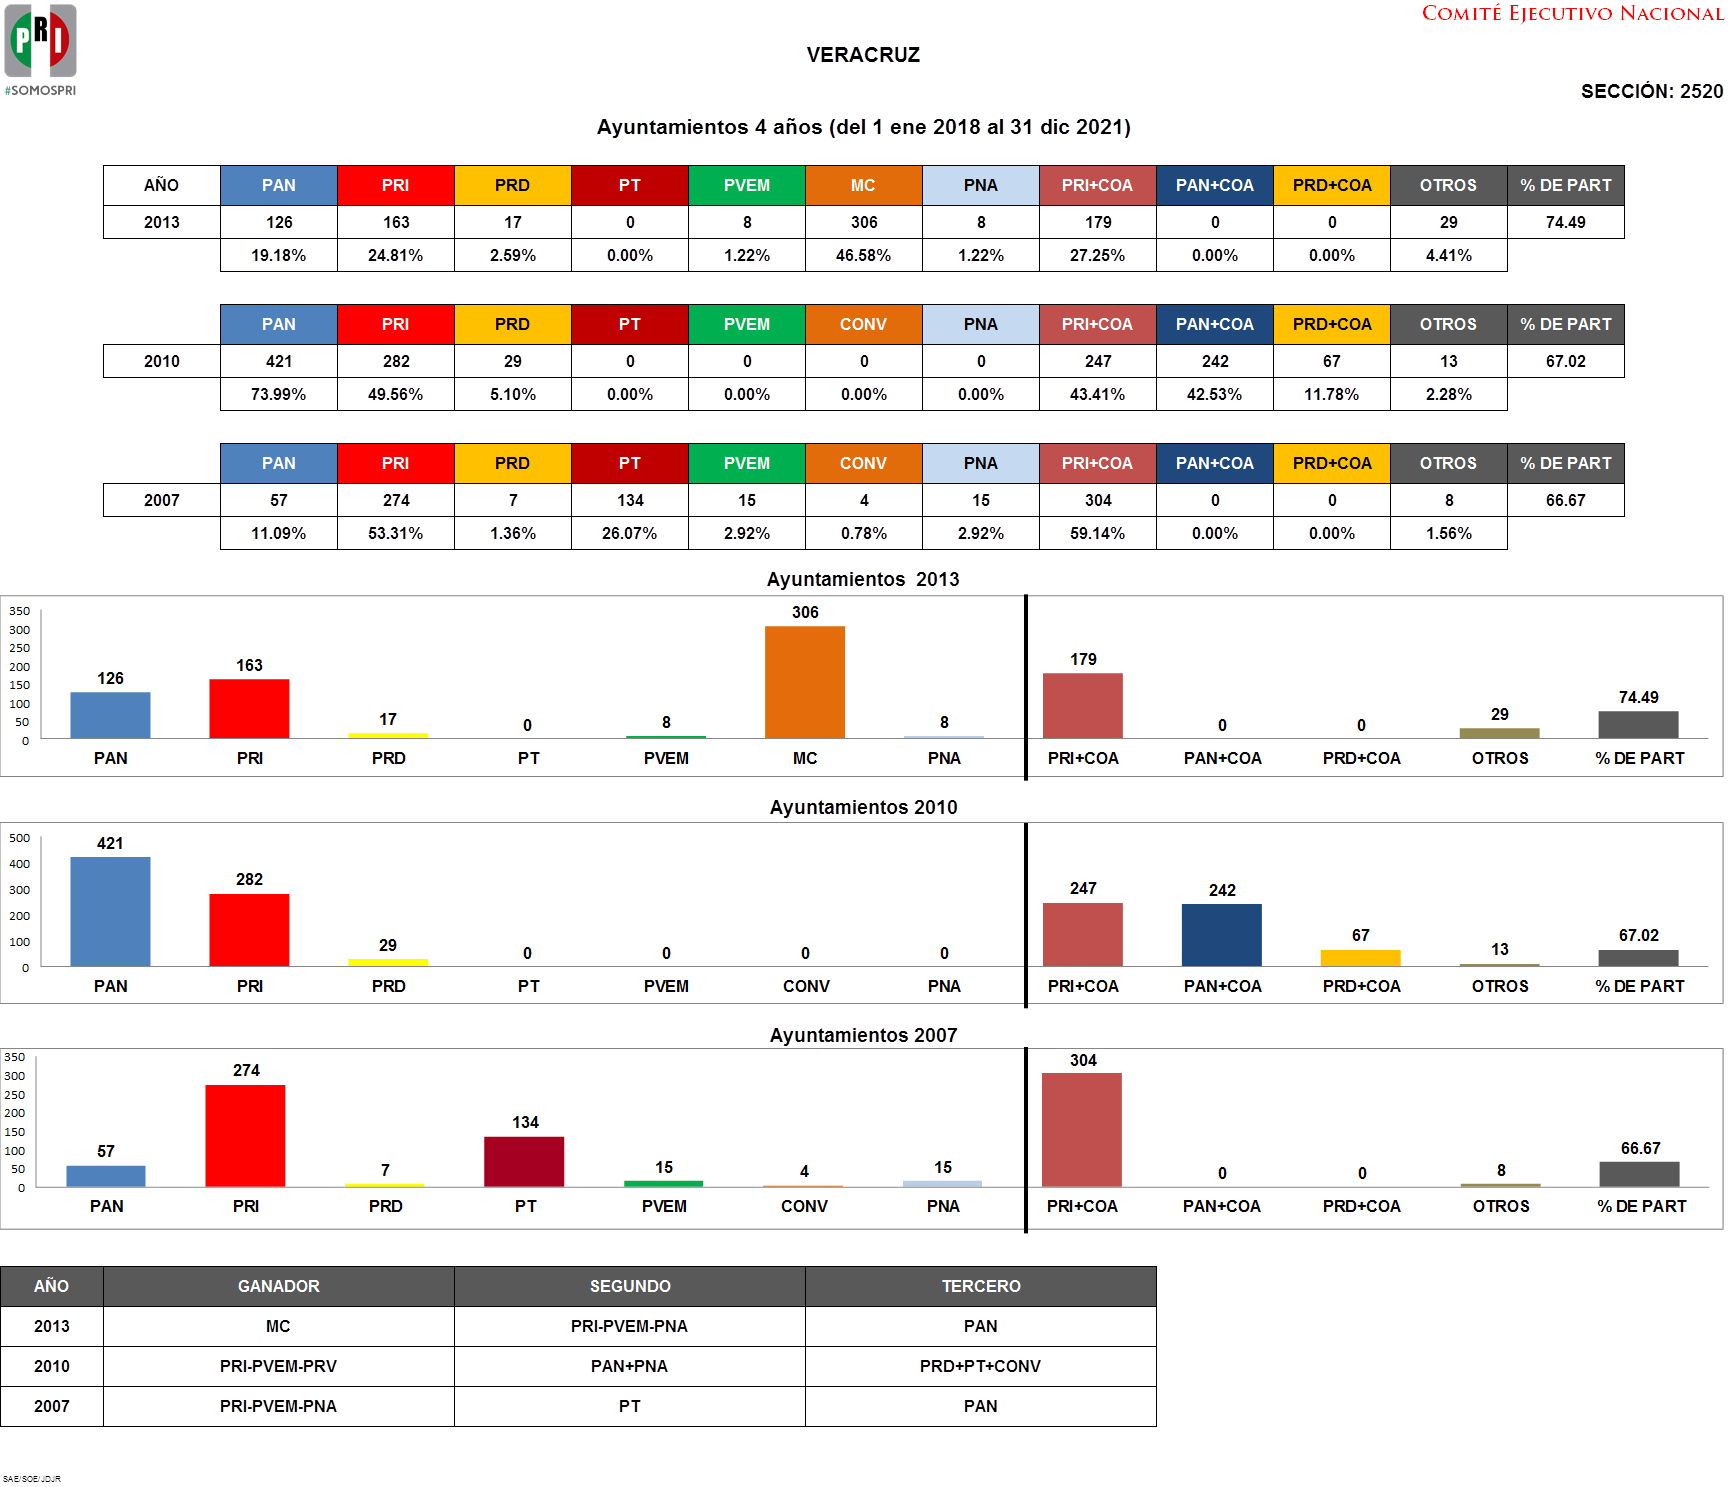 PRI
#SOMOSPRI
COMITÉ EJECUTIVO NACIONAL
VERACRUZ
SECCIÓN: 2520
Ayuntamientos 4 años (del 1 ene 2018 al 31 dic 2021)
AÑO PAN PRI PRD PT PVEM MC PNA PRI+COA PAN+COA PRD+COA OTROS % DE PART
2013 126 163 17 0 8 306 8 179 0 0 29 74.49
19.18% 24.81% 2.59% 0.00% 1.22% 46.58% 1.22% 27.25% 0.00% 0.00% 4.41%
PAN PRI PRD PT PVEM CONV PNA PRI+COA PAN+COA PRD+COA OTROS % DE PART
2010 421 282 29 0 0 0 0 247 242 67 13 67.02
73.99% 49.56% 5.10% 0.00% 0.00% 0.00% 0.00% 43.41% 42.53% 11.78% 2.28%
PAN PRI PRD PT PVEM CONV PNA PRI+COA PAN+COA PRD+COA OTROS % DE PART
2007 57 274 7 134 15 4 15 304 0 0 8 66.67
11.09% 53.31% 1.36% 26.07% 2.92% 0.78% 2.92% 59.14% 0.00% 0.00% 1.56%
Ayuntamientos 2013
350
300
250
200
150
100
50
0
126 163 17 0 8 306 8 179 0 0 29 74.49
PAN PRI PRD PT PVEM MC PNA PRI+COA PAN+COA PRD+COA OTROS % DE PART
Ayuntamientos 2010
500
400
300
200
100
0
421 282 29 0 0 0 0 247 242 67 13 67.02
PAN PRI PRD PT PVEM CONV PNA PRI+COA PAN+COA PRD+COA OTROS % DE PART
Ayuntamientos 2007
350
300
250
200
150
100
50
0
57 274 7 134 15 4 15 304 0 0 8 66.67
PAN PRI PRD PT PVEM CONV PNA PRI+COA PAN+COA PRD+COA OTROS % DE PART
AÑO GANADOR SEGUNDO TERCERO
2013 MC PRI-PVEM-PNA PAN
2010 PRI-PVEM-PRV PAN+PNA PRD+PT+CONV
2007 PRI-PVEM-PNA PT PAN
SAE/SOE/JDJR